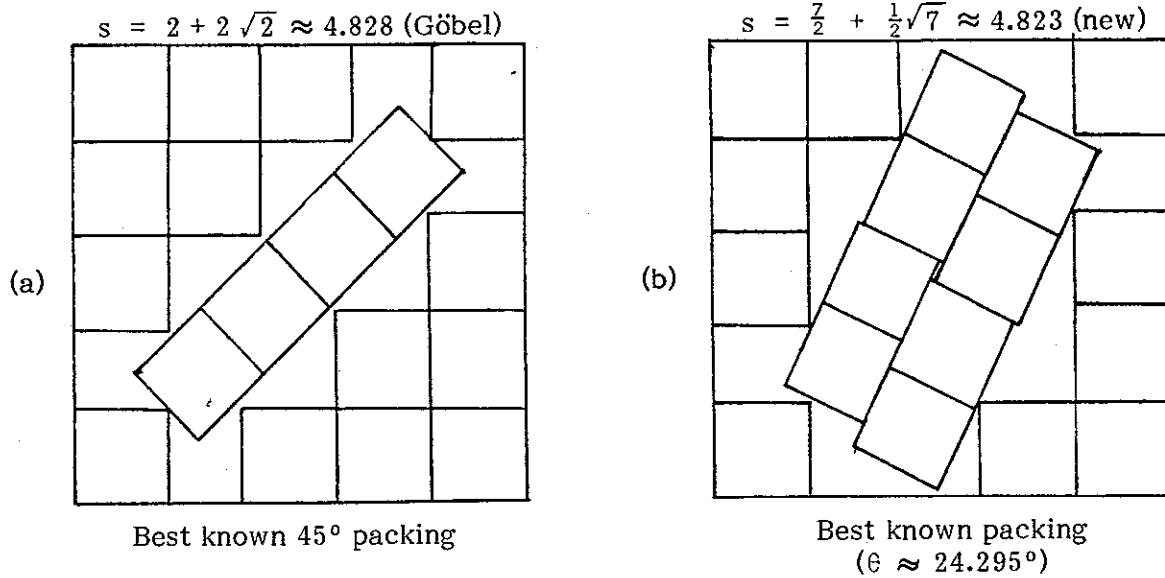 s = 2 + 2 √2 ≈ 4.828 (Göbel)
(a)
Best known 45° packing
s = 7/2 + 1/2√7 ≈ 4.823 (new)
(b)
Best known packing
(θ ≈ 24.295°)